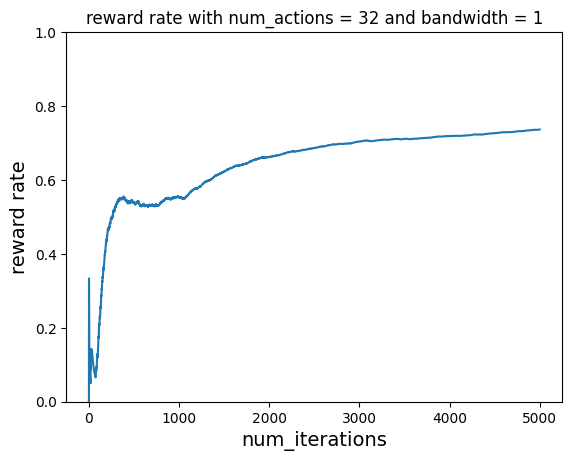 reward rate with num_actions = 32 and bandwidth = 1
1.0
0.8
0.6
0.4
0.2
0.0
reward rate
0 1000 2000 3000 4000 5000
num_iterations